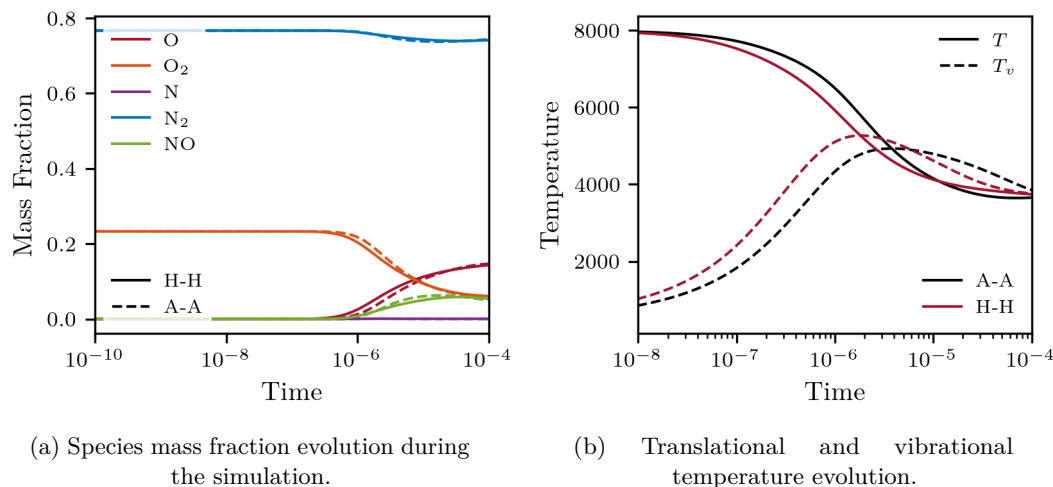 0.8
0.6
0.4
0.2
0.0
Mass Fraction
O
O₂
N
N₂
NO
H-H
A-A
10⁻¹⁰
10⁻⁸
10⁻⁶
10⁻⁴
Time
(a) Species mass fraction evolution during
the simulation.
8000
6000
4000
2000
Temperature
T
Tᵥ
A-A
H-H
10⁻⁸
10⁻⁷
10⁻⁶
10⁻⁵
10⁻⁴
Time
(b) Translational and vibrational
temperature evolution.